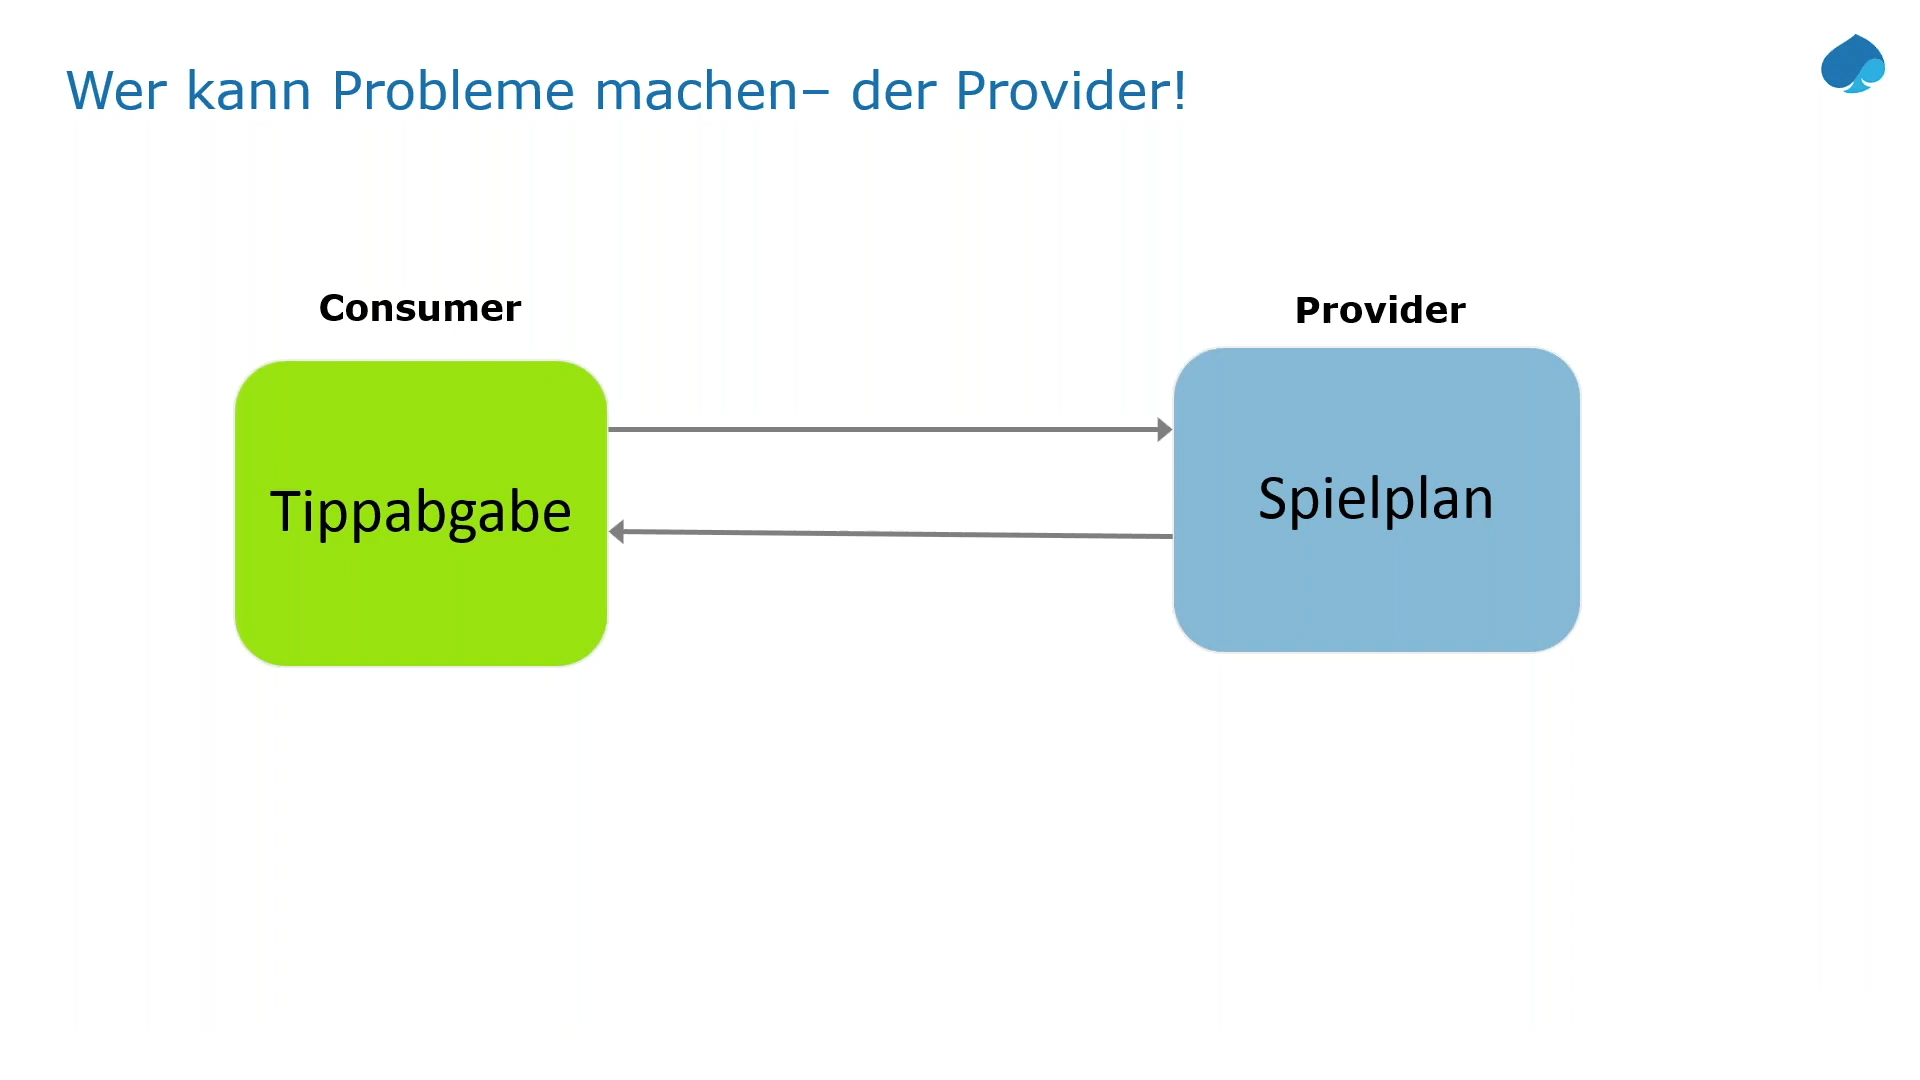 Wer kann Probleme machen– der Provider!
Consumer
Provider
Tippabgabe
Spielplan